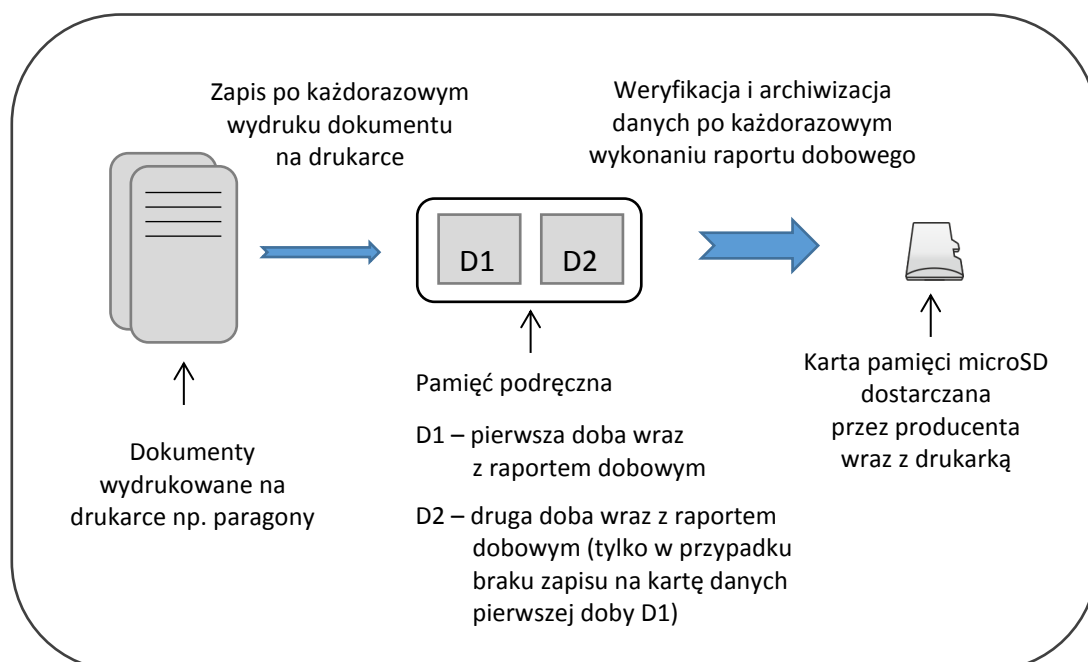 Zapis po każdorazowym
wydruku dokumentu
na drukarce
Weryfikacja i archiwizacja
danych po każdorazowym
wykonaniu raportu dobowego
D1
D2
Dokumenty
wydrukowane na
drukarce np. paragony
Pamięć podręczna
D1 – pierwsza doba wraz
z raportem dobowym
D2 – druga doba wraz z raportem
dobowym (tylko w przypadku
braku zapisu na kartę danych
pierwszej doby D1)
Karta pamięci microSD
dostarczana
przez producenta
wraz z drukarką